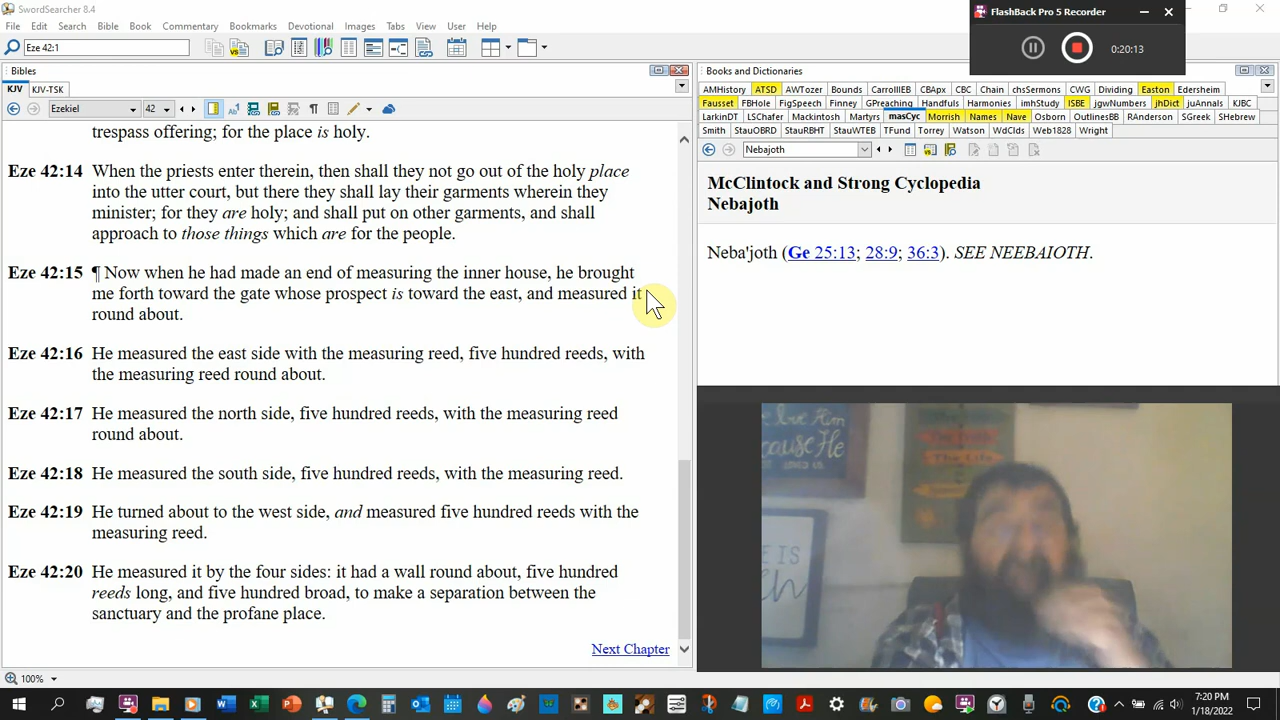 SwordSearcher 8.4
File Edit Search Bible Book Commentary Bookmarks Devotional Images Tabs View User Help
Eze 42:1
Bibles
KJV KJV-TSK
Ezekiel 42
trespass offering; for the place is holy.
Eze 42:14 When the priests enter therein, then shall they not go out of the holy place
into the utter court, but there they shall lay their garments wherein they
minister; for they are holy; and shall put on other garments, and shall
approach to those things which are for the people.
Eze 42:15 ¶ Now when he had made an end of measuring the inner house, he brought
me forth toward the gate whose prospect is toward the east, and measured it
round about.
Eze 42:16 He measured the east side with the measuring reed, five hundred reeds, with
the measuring reed round about.
Eze 42:17 He measured the north side, five hundred reeds, with the measuring reed
round about.
Eze 42:18 He measured the south side, five hundred reeds, with the measuring reed.
Eze 42:19 He turned about to the west side, and measured five hundred reeds with the
measuring reed.
Eze 42:20 He measured it by the four sides: it had a wall round about, five hundred
reeds long, and five hundred broad, to make a separation between the
sanctuary and the profane place.
Next Chapter
100%
FlashBack Pro 5 Recorder
0:20:13
Books and Dictionaries
AMHistory ATSD AWTozer Bounds CarrollIEB CBApx CBC Chain chsSermons CWG Dividing Easton Edersheim
Fausset FBHole FigSpeech Finney GPreaching Handfuls Harmonies imhStudy ISBE jgwNumbers jhDict juAnnals KJBC
LarkinDT LSChafer Mackintosh Martyrs masCyc Morrish Names Nave Osborn OutlinesBB RAnderson SGreek SHebrew
Smith StauOBRD StauRBHT StauWTEB TFund Torrey Watson WdClds Web1828 Wright
Nebajoth
McClintock and Strong Cyclopedia
Nebajoth
Neba'joth (Ge 25:13; 28:9; 36:3). SEE NEEBAIOTH.
7:20 PM
1/18/2022